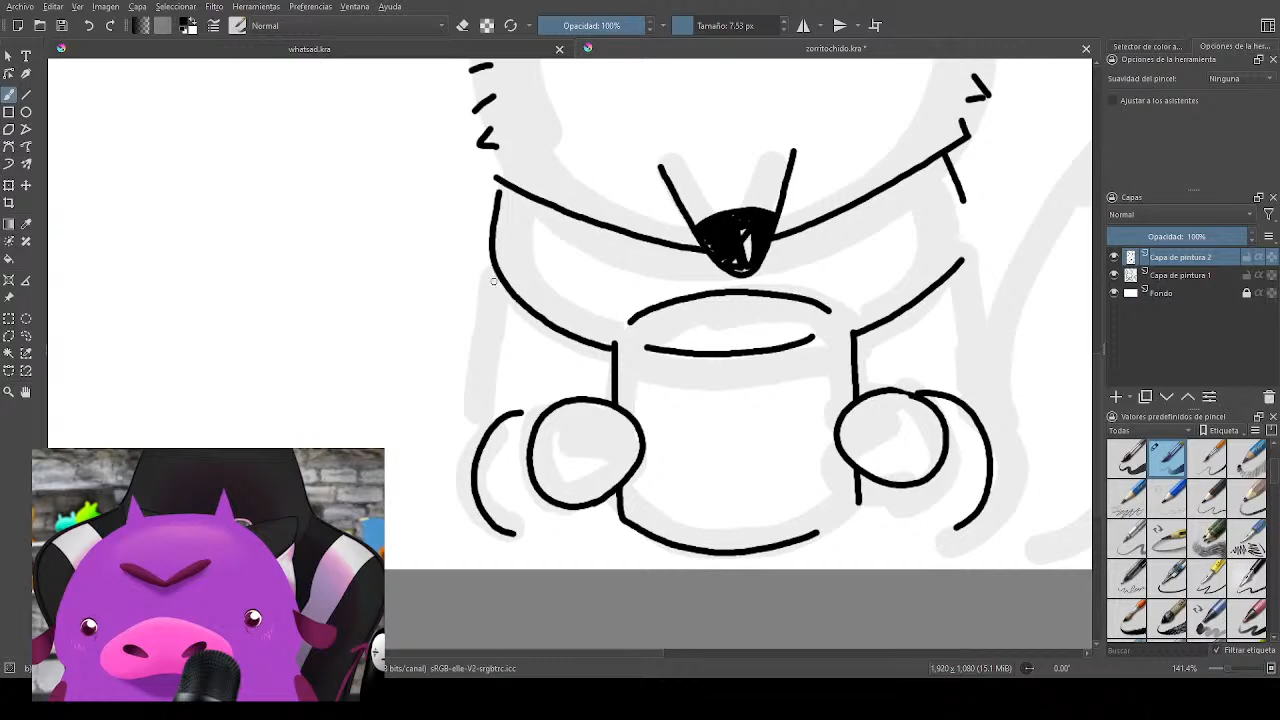 Archivo Editar Ver Imagen Capa Seleccionar Filtro Herramientas Preferencias Ventana Ayuda
Normal Opacidad: 100% Tamaño: 7.53 px
whatsad.kra zorritochido.kra *
Selector de color a... Opciones de la her...
Opciones de la herramienta
Suavidad del pincel: Ninguna
Ajustar a los asistentes
Capas
Normal
Opacidad: 100%
Capa de pintura 2
Capa de pintura 1
Fondo
Valores predefinidos de pincel
Todas Etiqueta
Buscar Filtrar etiqueta
bits/canal) sRGB-elle-V2-srgbtrc.icc 1,920 x 1,080 (15.1 MiB) 0.00° 141.4%